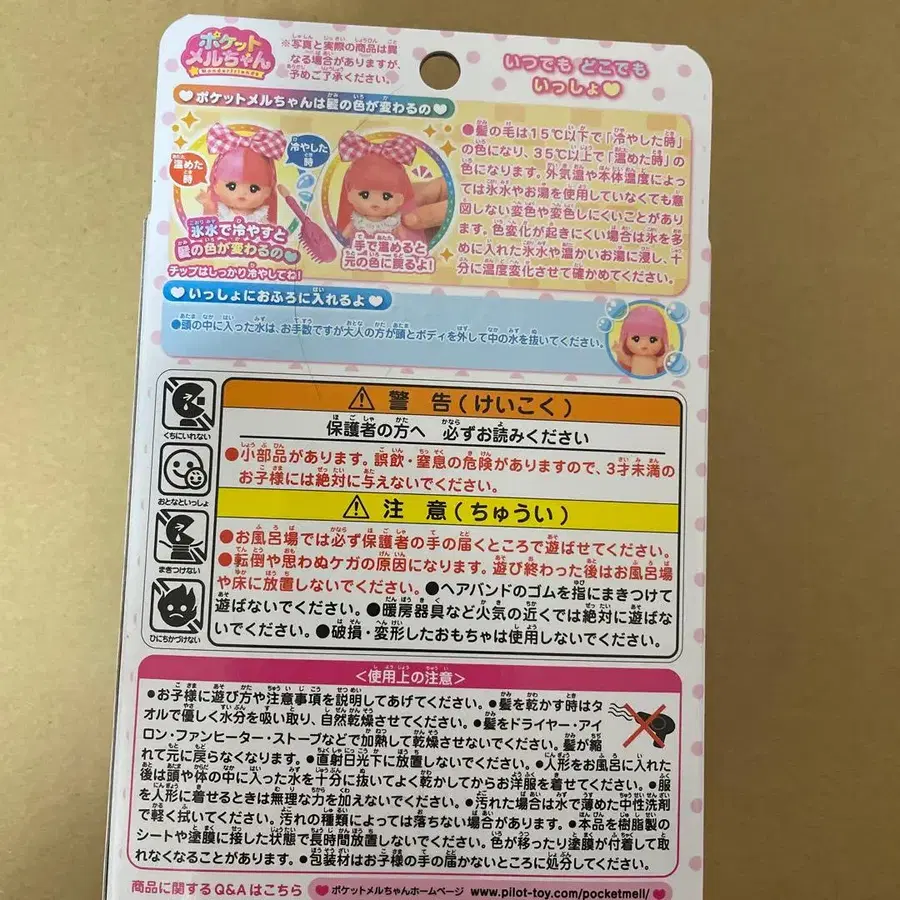 ポケット
メルちゃん
Wonderfriends
※写真と実際の商品は異
なる場合がありますが、
予めご了承ください。
いつでも どこでも
いっしょ
ポケットメルちゃんは髪の色が変わるの
温めた
時
冷やした
時
氷水で冷やすと
髪の色が変わるの
チップはしっかり冷やしてね!
手で温めると
元の色に戻るよ!
●髪の毛は15℃以下で「冷やした時」
の色になり、35℃以上で「温めた時」の
色になります。外気温や本体温度によっ
ては氷水やお湯を使用していなくても意
図しない変色や変色しにくいことがあり
ます。色変化が起きにくい場合は氷を多
めに入れた氷水や温かいお湯に浸し、十
分に温度変化させて確かめてください。
いっしょにおふろに入れるよ
●頭の中に入った水は、お手数ですが大人の方が頭とボディを外して中の水を抜いてください。
くちにいれない
おとなといっしょ
まきつけない
ひにちかづけない
⚠ 警告(けいこく)
保護者の方へ 必ずお読みください
●小部品があります。誤飲・窒息の危険がありますので、3才未満の
お子様には絶対に与えないでください。
⚠ 注意(ちゅうい)
●お風呂場では必ず保護者の手の届くところで遊ばせてください。
●転倒や思わぬケガの原因になります。遊び終わった後はお風呂場
や床に放置しないでください。●ヘアバンドのゴムを指にまきつけて
遊ばないでください。●暖房器具など火気の近くでは絶対に遊ば
ないでください。●破損・変形したおもちゃは使用しないでください。
<使用上の注意>
●お子様に遊び方や注意事項を説明してあげてください。●髪を乾かす時はタ
オルで優しく水分を吸い取り、自然乾燥させてください。●髪をドライヤー・アイ
ロン・ファンヒーター・ストーブなどで加熱して乾燥させないでください。髪が縮
れて元に戻らなくなります。●直射日光下に放置しないでください。●人形をお風呂に入れた
後は頭や体の中に入った水を十分に抜いてよく乾かしてからお洋服を着せてください。●服
を人形に着せるときは無理な力を加えないでください。●汚れた場合は水で薄めた中性洗剤
で軽く拭いてください。汚れの種類によっては落ちない場合があります。●本品を樹脂製の
シートや塗膜に接した状態で長時間放置しないでください。色が移ったり塗膜が付着して取
れなくなることがあります。●包装材はお子様の手の届かないところに処分してください。
商品に関するQ&Aはこちら ポケットメルちゃんホームページ www.pilot-toy.com/pocketmell/